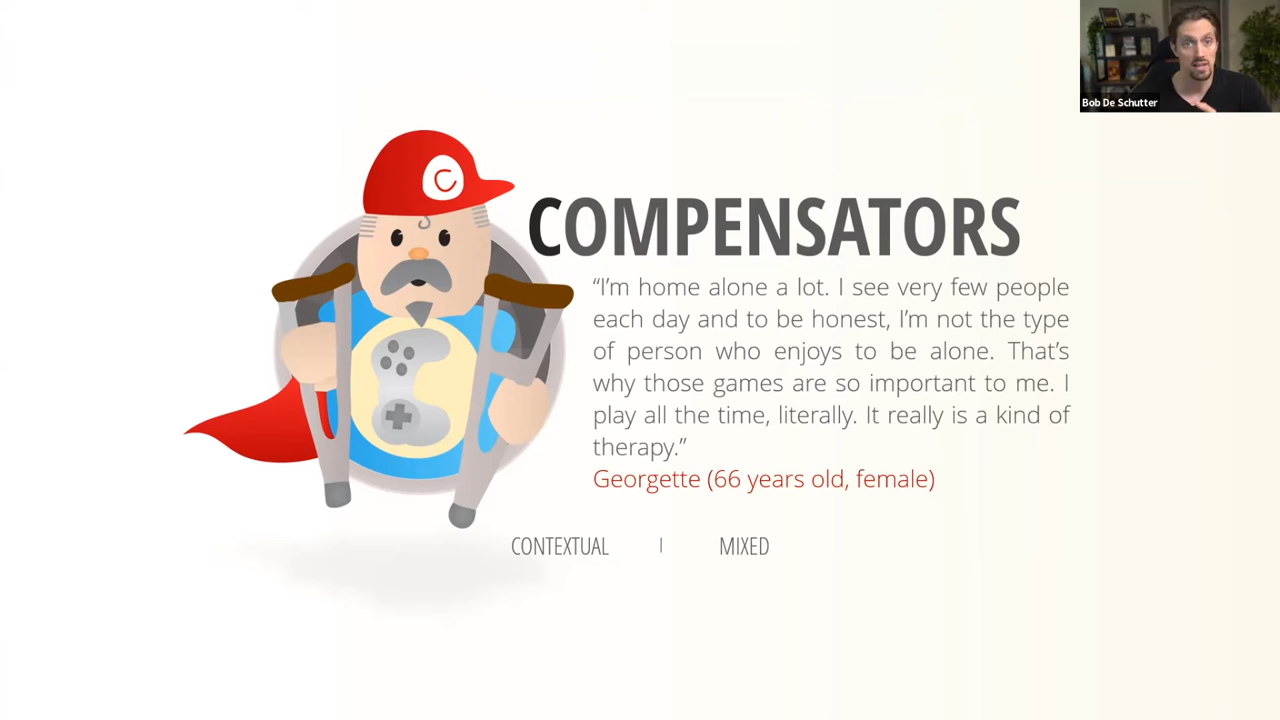 Bob De Schutter
C
COMPENSATORS
“I’m home alone a lot. I see very few people
each day and to be honest, I’m not the type
of person who enjoys to be alone. That’s
why those games are so important to me. I
play all the time, literally. It really is a kind of
therapy.”
Georgette (66 years old, female)
CONTEXTUAL | MIXED